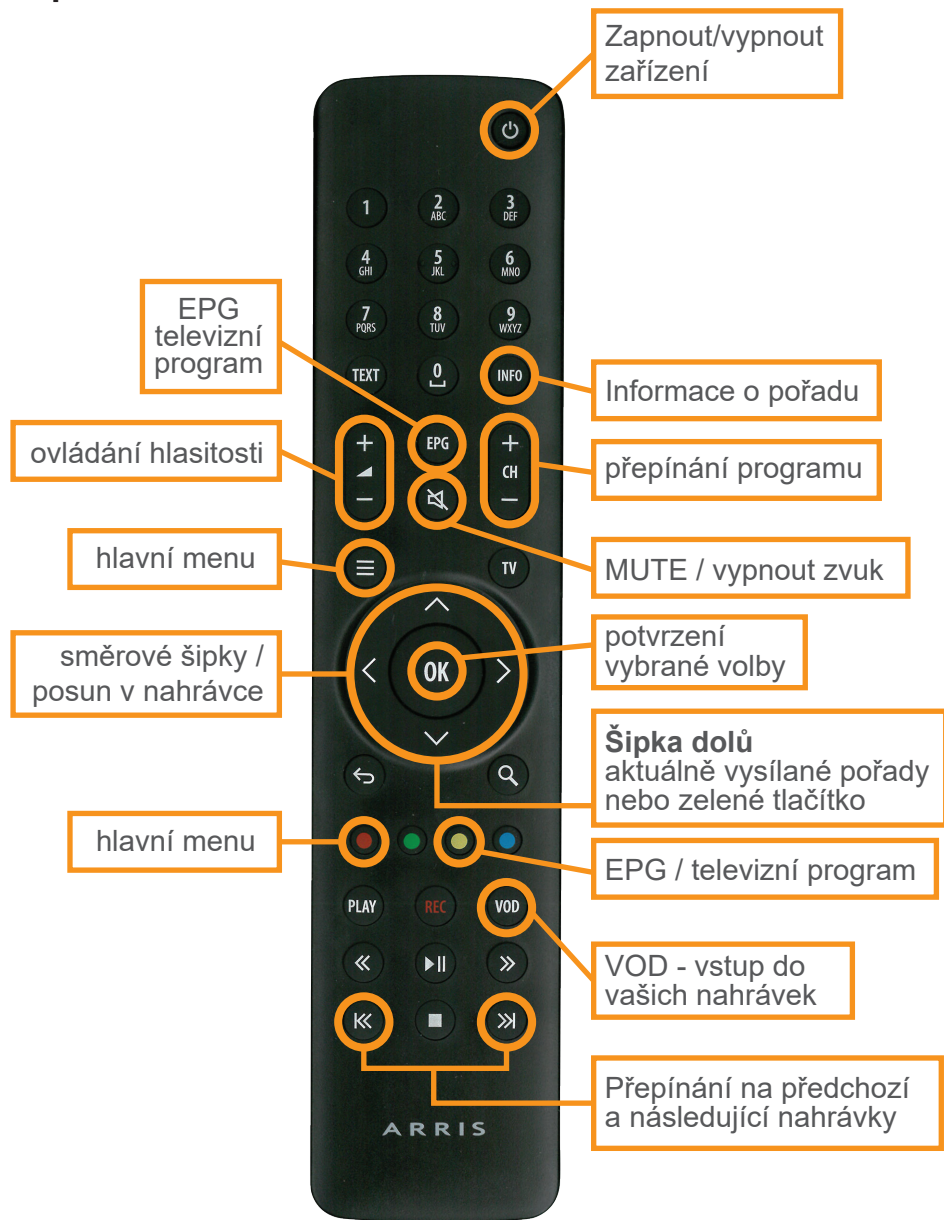 Zapnout/vypnout
zařízení
1
2
ABC
3
DEF
4
GHI
5
JKL
6
MNO
EPG
televizní
program
7
PQRS
8
TUV
9
WXYZ
TEXT
0
INFO
Informace o pořadu
ovládání hlasitosti
+
−
EPG
+
CH
−
přepínání programu
hlavní menu
TV
MUTE / vypnout zvuk
směrové šipky /
posun v nahrávce
OK
potvrzení
vybrané volby
Šipka dolů
aktuálně vysílané pořady
nebo zelené tlačítko
hlavní menu
EPG / televizní program
PLAY
REC
VOD
VOD - vstup do
vašich nahrávek
Přepínání na předchozí
a následující nahrávky
ARRIS